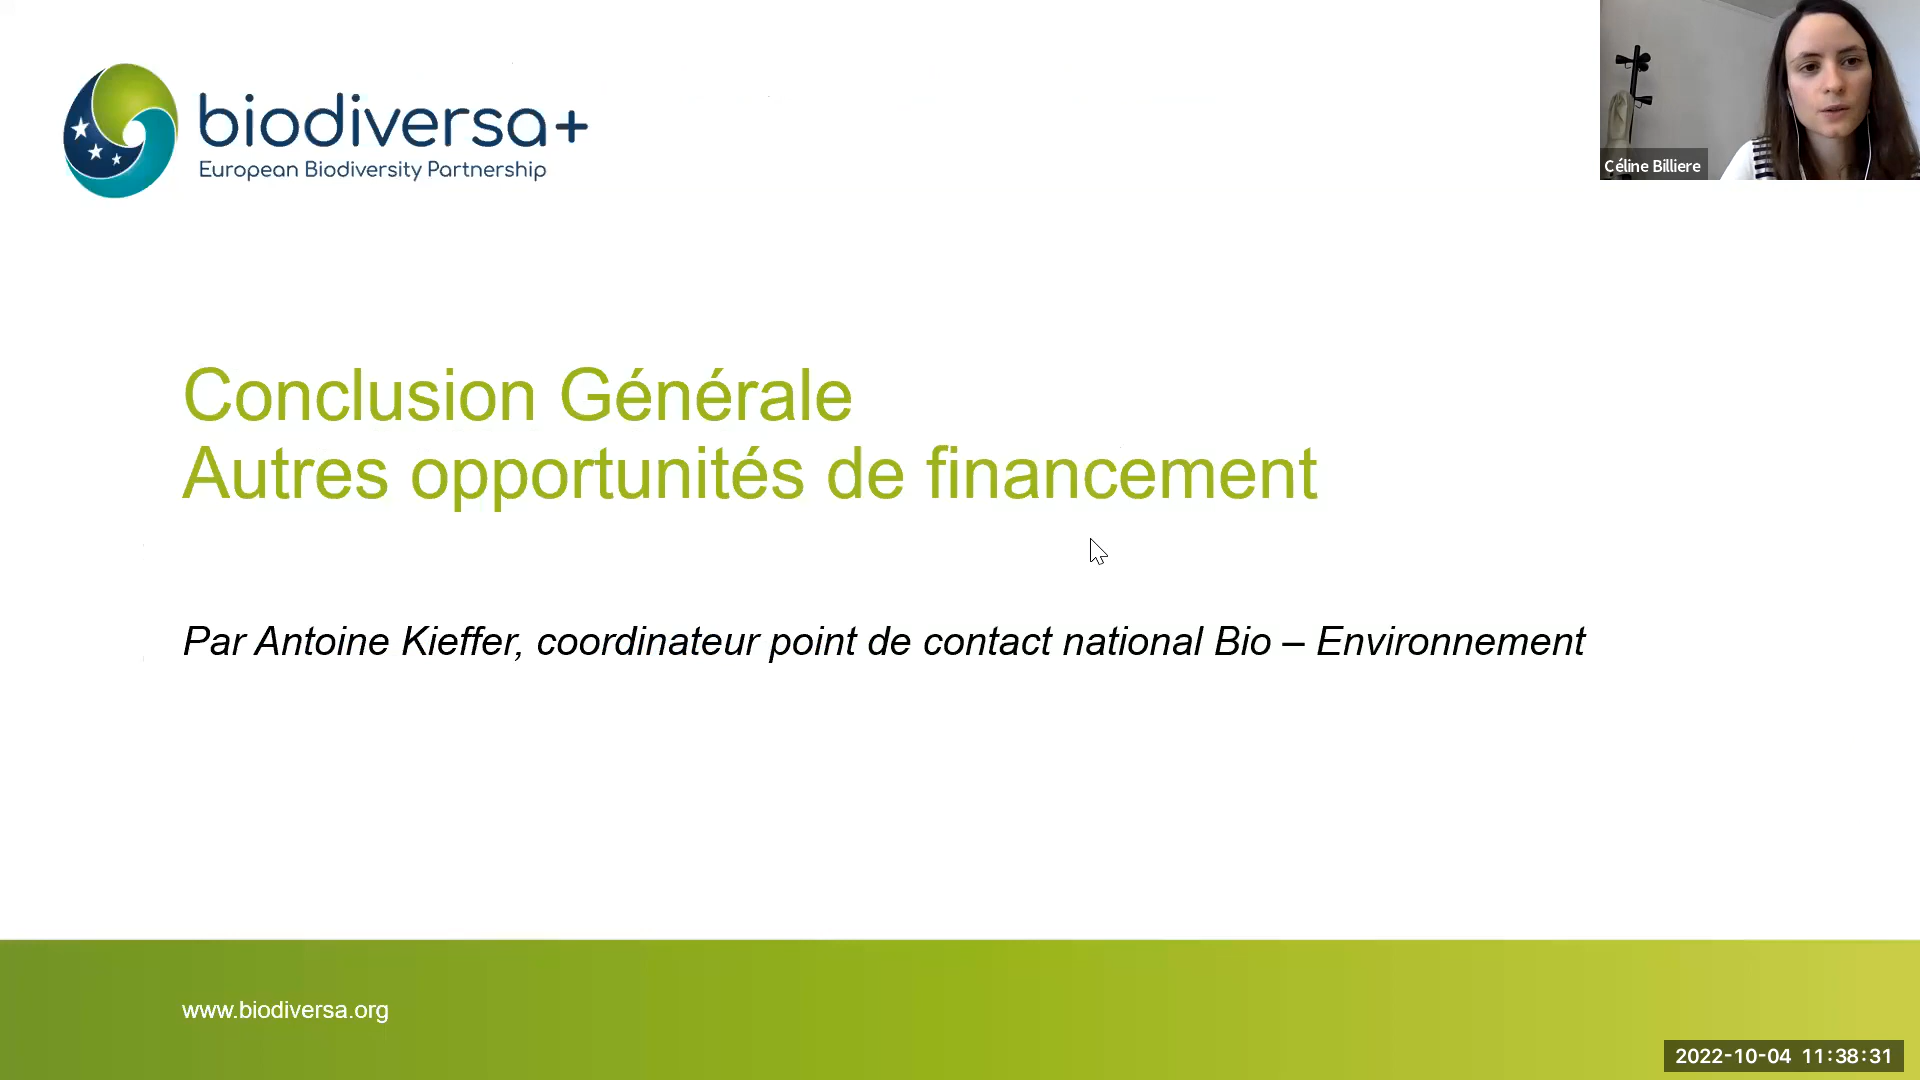 biodiversa+
European Biodiversity Partnership
Céline Billiere
Conclusion Générale
Autres opportunités de financement
Par Antoine Kieffer, coordinateur point de contact national Bio – Environnement
www.biodiversa.org
2022-10-04 11:38:31